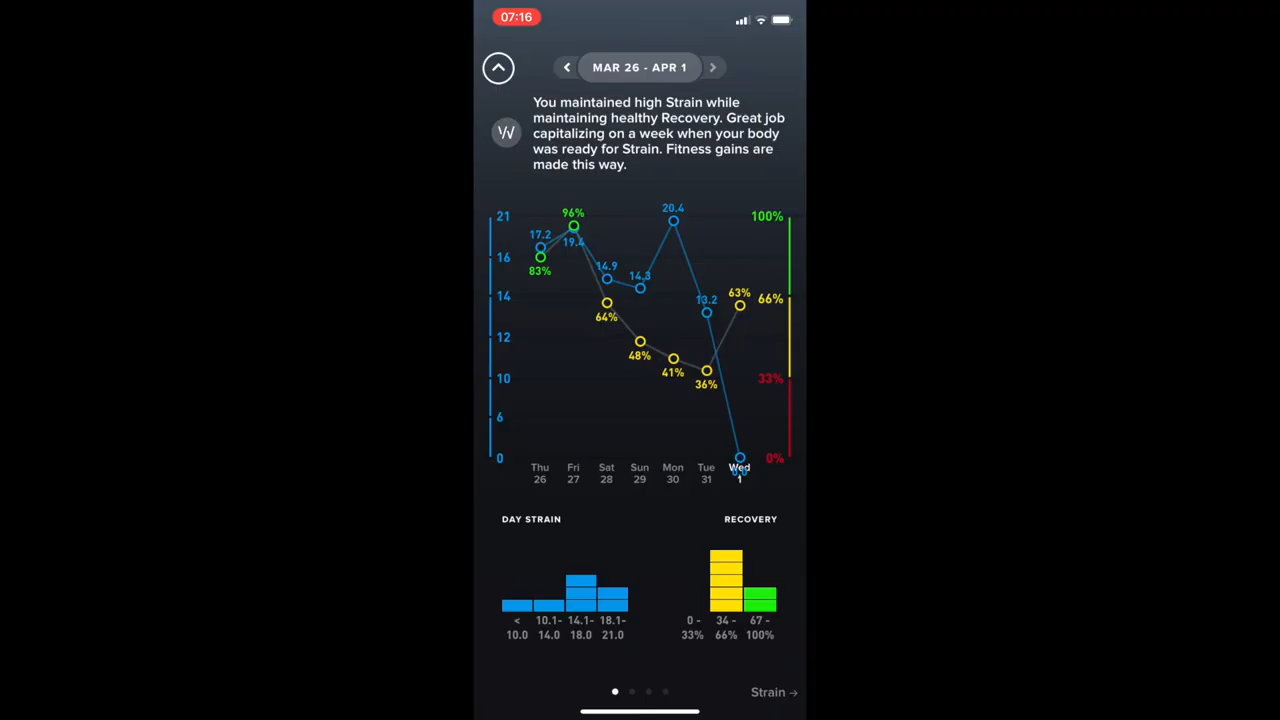 07:16
MAR 26 - APR 1
You maintained high Strain while
maintaining healthy Recovery. Great job
capitalizing on a week when your body
was ready for Strain. Fitness gains are
made this way.
W
21
16
14
12
10
6
0
100%
66%
33%
0%
17.2
19.4
14.9
14.3
20.4
13.2
0.0
83%
96%
64%
48%
41%
36%
63%
Thu Fri Sat Sun Mon Tue Wed
26 27 28 29 30 31 1
DAY STRAIN RECOVERY
< 10.1- 14.1- 18.1- 0 - 34 - 67 -
10.0 14.0 18.0 21.0 33% 66% 100%
Strain →